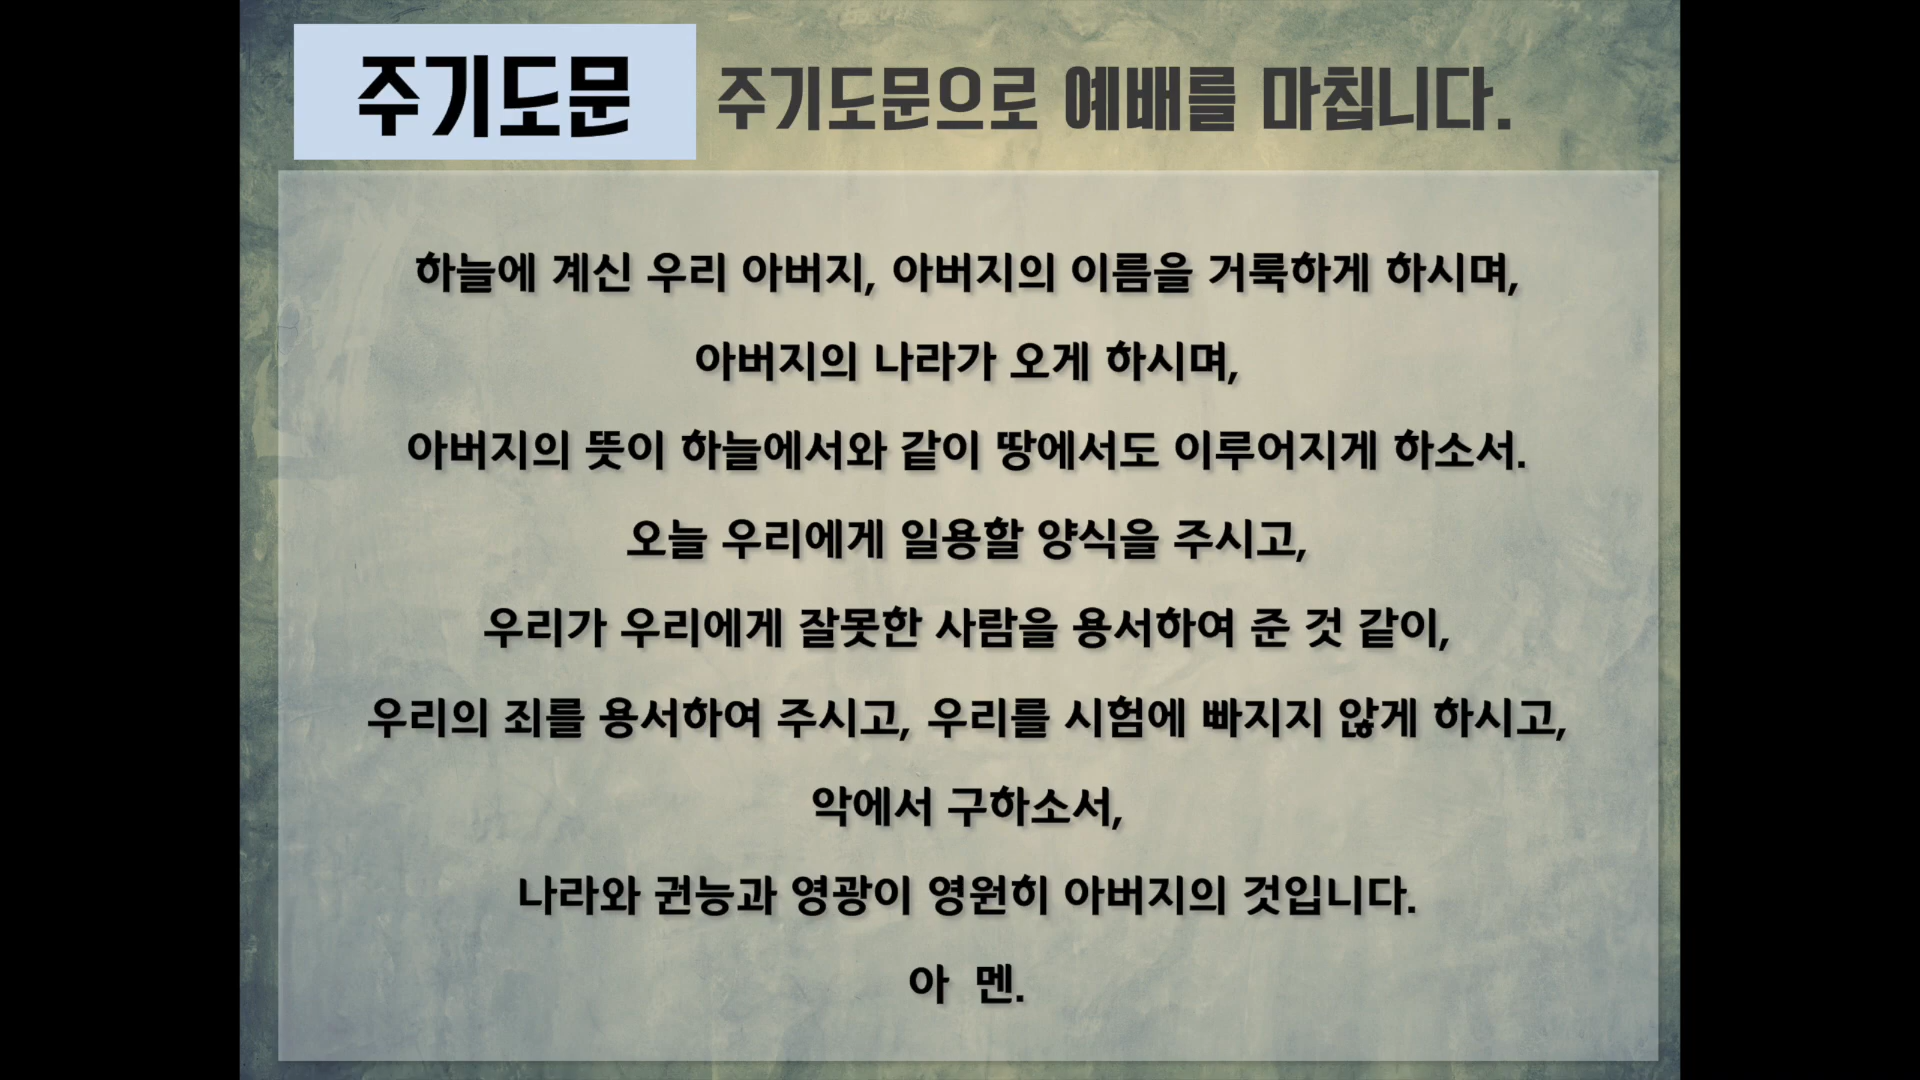 주기도문
주기도문으로 예배를 마칩니다.
하늘에 계신 우리 아버지, 아버지의 이름을 거룩하게 하시며,
아버지의 나라가 오게 하시며,
아버지의 뜻이 하늘에서와 같이 땅에서도 이루어지게 하소서.
오늘 우리에게 일용할 양식을 주시고,
우리가 우리에게 잘못한 사람을 용서하여 준 것 같이,
우리의 죄를 용서하여 주시고, 우리를 시험에 빠지지 않게 하시고,
악에서 구하소서,
나라와 권능과 영광이 영원히 아버지의 것입니다.
아 멘.